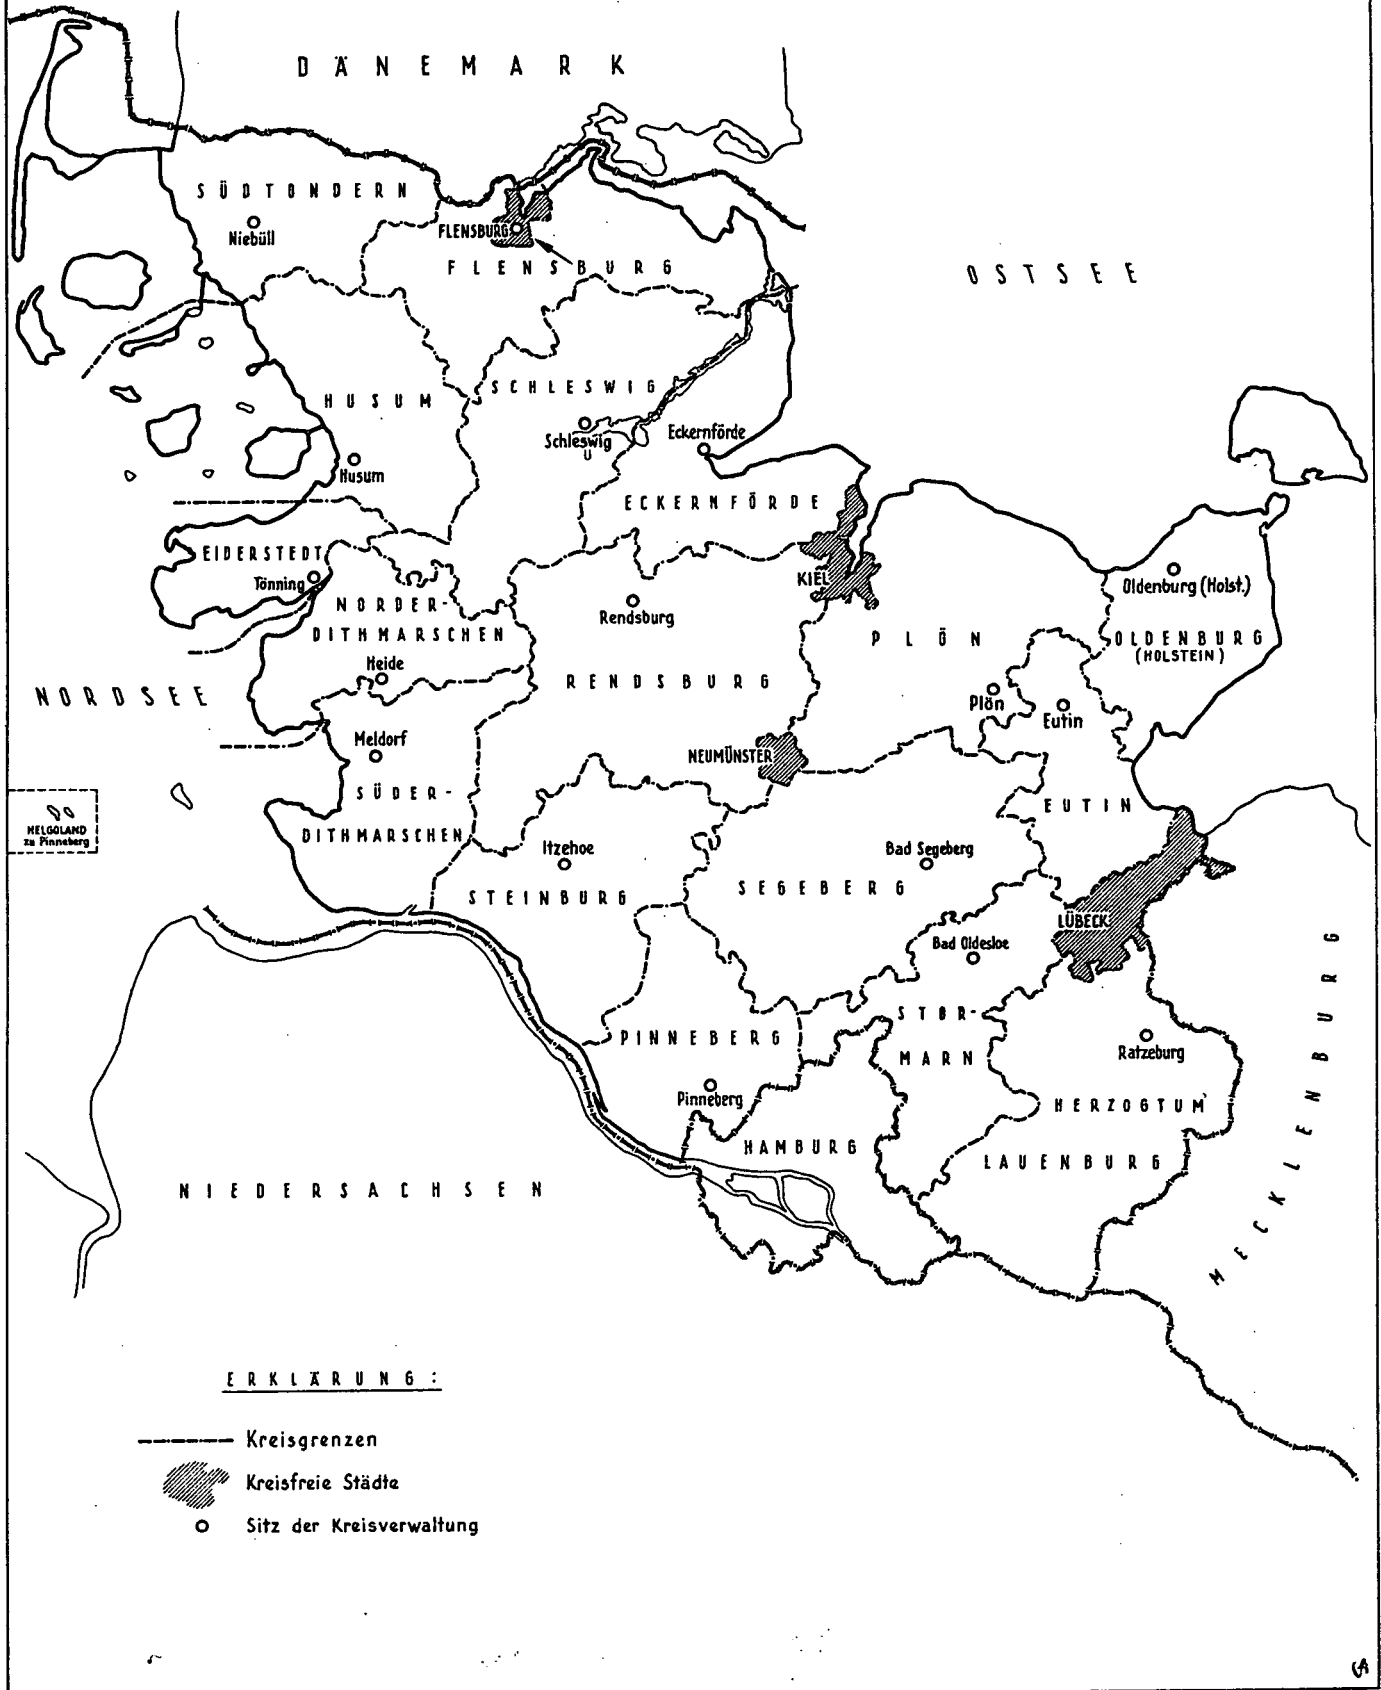 DÄNEMARK
SÜDTONDERN
Niebüll
FLENSBURG
FLENSBURG
OSTSEE
HUSUM
Husum
SCHLESWIG
Schleswig
Eckernförde
ECKERNFÖRDE
EIDERSTEDT
Tönning
NORDER-
DITHMARSCHEN
Heide
KIEL
Rendsburg
RENDSBURG
PLÖN
Plön
Eutin
Oldenburg (Holst.)
OLDENBURG
(HOLSTEIN)
NORDSEE
Meldorf
SÜDER-
DITHMARSCHEN
NEUMÜNSTER
EUTIN
HELGOLAND
zu Pinneberg
Itzehoe
STEINBURG
Bad Segeberg
SEGEBERG
LÜBECK
Bad Oldesloe
STOR-
MARN
PINNEBERG
Pinneberg
Ratzeburg
HERZOGTUM
LAUENBURG
HAMBURG
NIEDERSACHSEN
MECKLENBURG
ERKLÄRUNG:
Kreisgrenzen
Kreisfreie Städte
Sitz der Kreisverwaltung